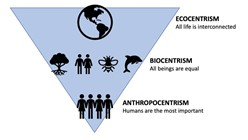 ECOCENTRISM
All life is interconnected
BIOCENTRISM
All beings are equal
ANTHROPOCENTRISM
Humans are the most important